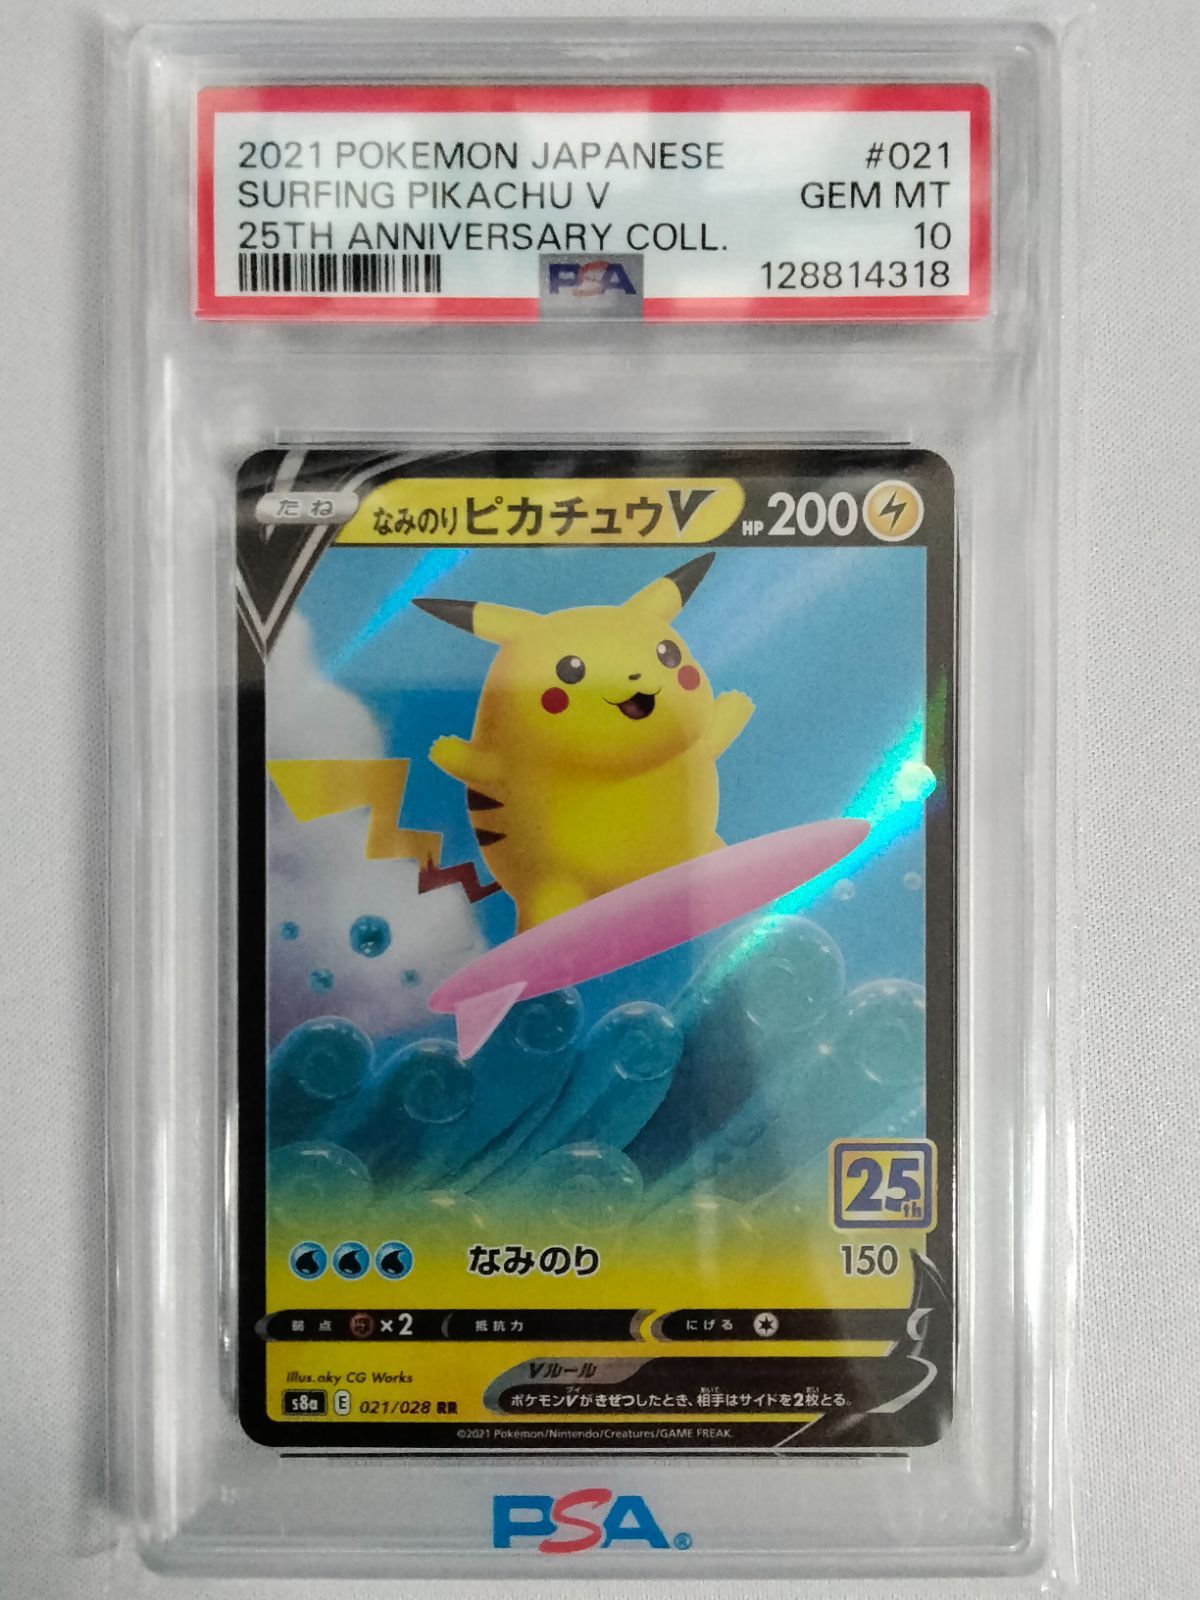 2021 POKEMON JAPANESE #021
SURFING PIKACHU V GEM MT
25TH ANNIVERSARY COLL. 10
PSA 128814318
たね なみのりピカチュウV HP 200
25th
なみのり 150
弱点 ×2 抵抗力 にげる
illus.aky CG Works Vルール
s8a E 021/028 RR ポケモンVがきぜつしたとき、相手はサイドを2枚とる。
©2021 Pokémon/Nintendo/Creatures/GAME FREAK.
PSA®